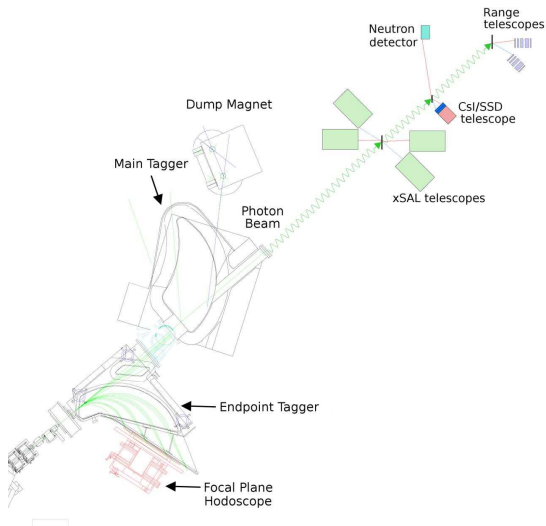 Range
telescopes
Neutron
detector
CsI/SSD
telescope
Dump Magnet
Main Tagger
xSAL telescopes
Photon
Beam
Endpoint Tagger
Focal Plane
Hodoscope